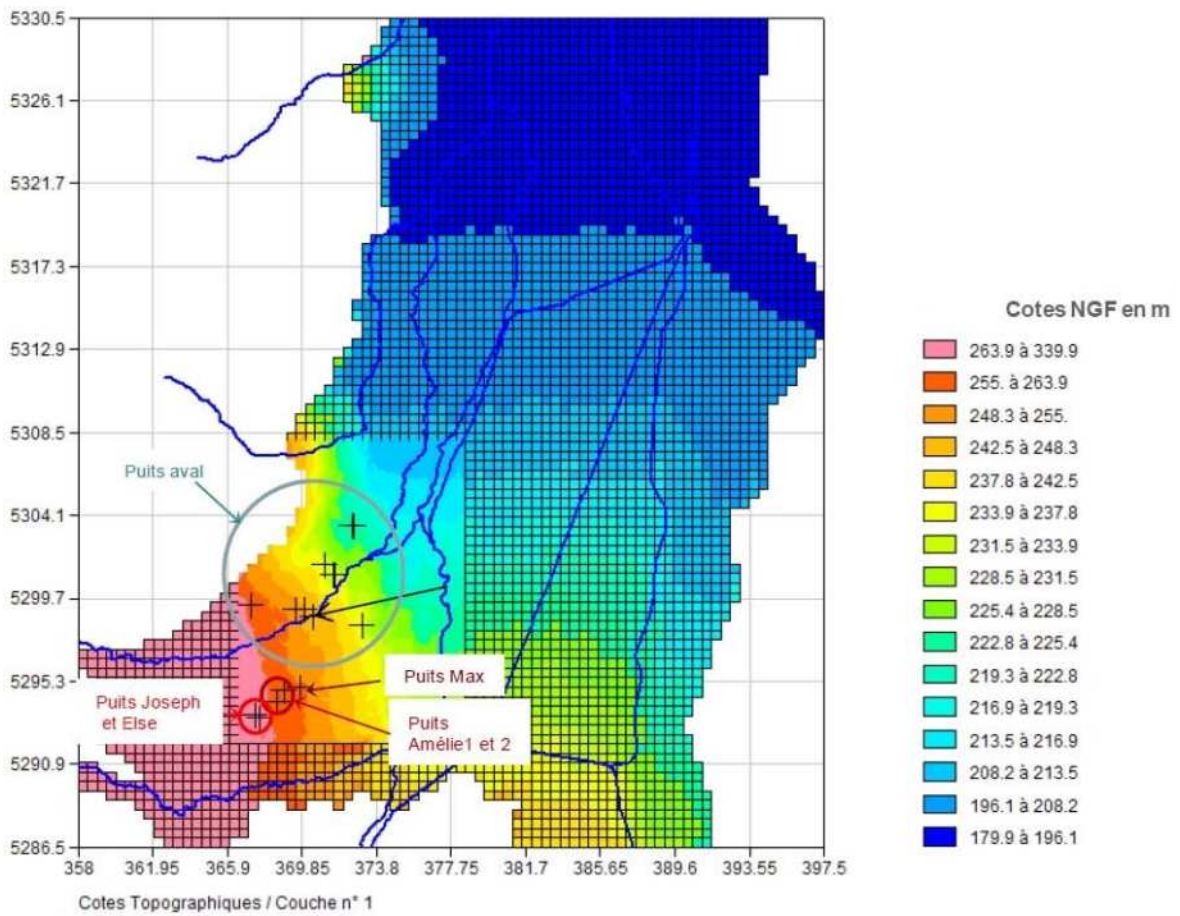 5330.5
5326.1
5321.7
5317.3
5312.9
5308.5
5304.1
5299.7
5295.3
5290.9
5286.5
358 361.95 365.9 369.85 373.8 377.75 381.7 385.65 389.6 393.55 397.5
Puits aval
Puits Joseph
et Else
Puits Max
Puits
Amélie1 et 2
Cotes Topographiques / Couche n° 1
Cotes NGF en m
263.9 à 339.9
255. à 263.9
248.3 à 255.
242.5 à 248.3
237.8 à 242.5
233.9 à 237.8
231.5 à 233.9
228.5 à 231.5
225.4 à 228.5
222.8 à 225.4
219.3 à 222.8
216.9 à 219.3
213.5 à 216.9
208.2 à 213.5
196.1 à 208.2
179.9 à 196.1